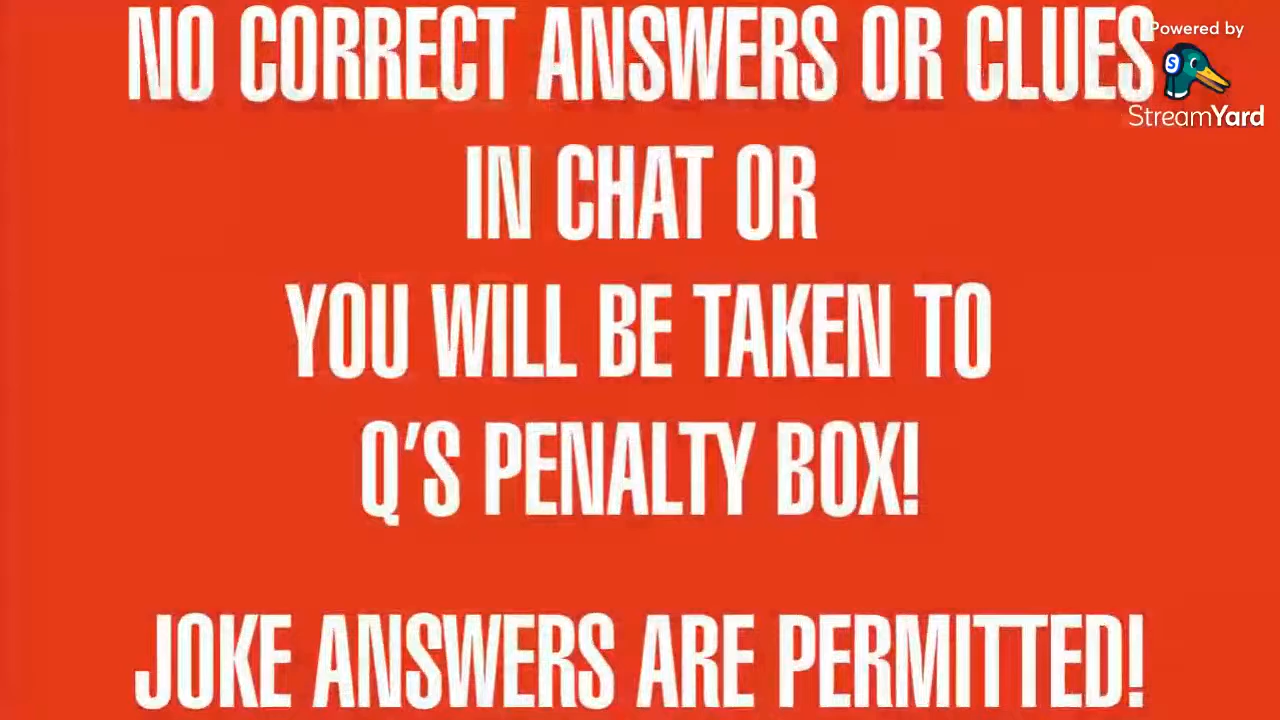 NO CORRECT ANSWERS OR CLUES
Powered by
S
StreamYard
IN CHAT OR
YOU WILL BE TAKEN TO
Q'S PENALTY BOX!
JOKE ANSWERS ARE PERMITTED!